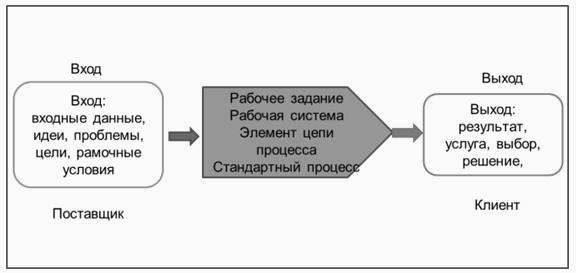 Вход
Вход:
входные данные,
идеи, проблемы,
цели, рамочные
условия
Поставщик
Рабочее задание
Рабочая система
Элемент цепи
процесса
Стандартный процесс
Выход
Выход:
результат,
услуга, выбор,
решение,
Клиент